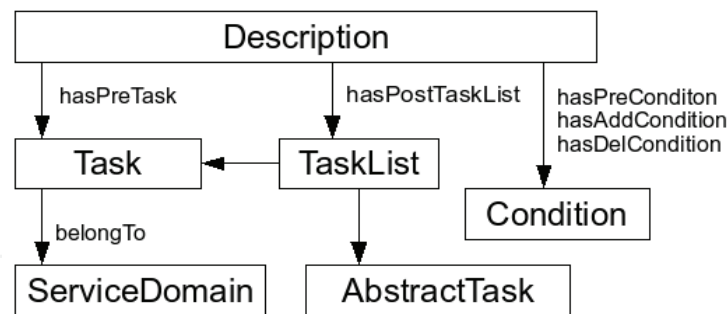 Description
hasPreTask
hasPostTaskList
hasPreConditon
hasAddCondition
hasDelCondition
Task
TaskList
Condition
belongTo
ServiceDomain
AbstractTask